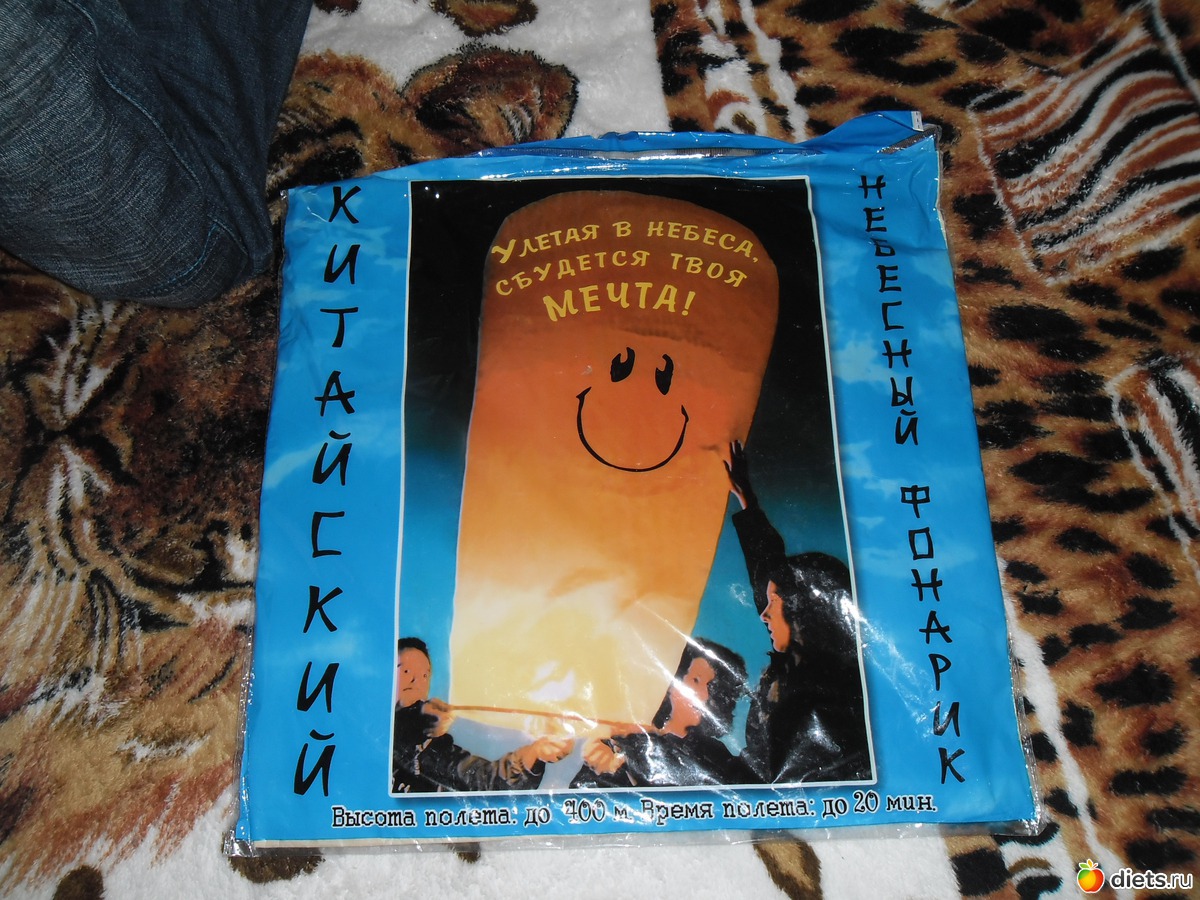 КИТАЙСКИЙ
УЛЕТАЯ В НЕБЕСА,
СБУДЕТСЯ ТВОЯ
МЕЧТА!
НЕБЕСНЫЙ ФОНАРИК
Высота полета: до 400 м. Время полета: до 20 мин.
diets.ru